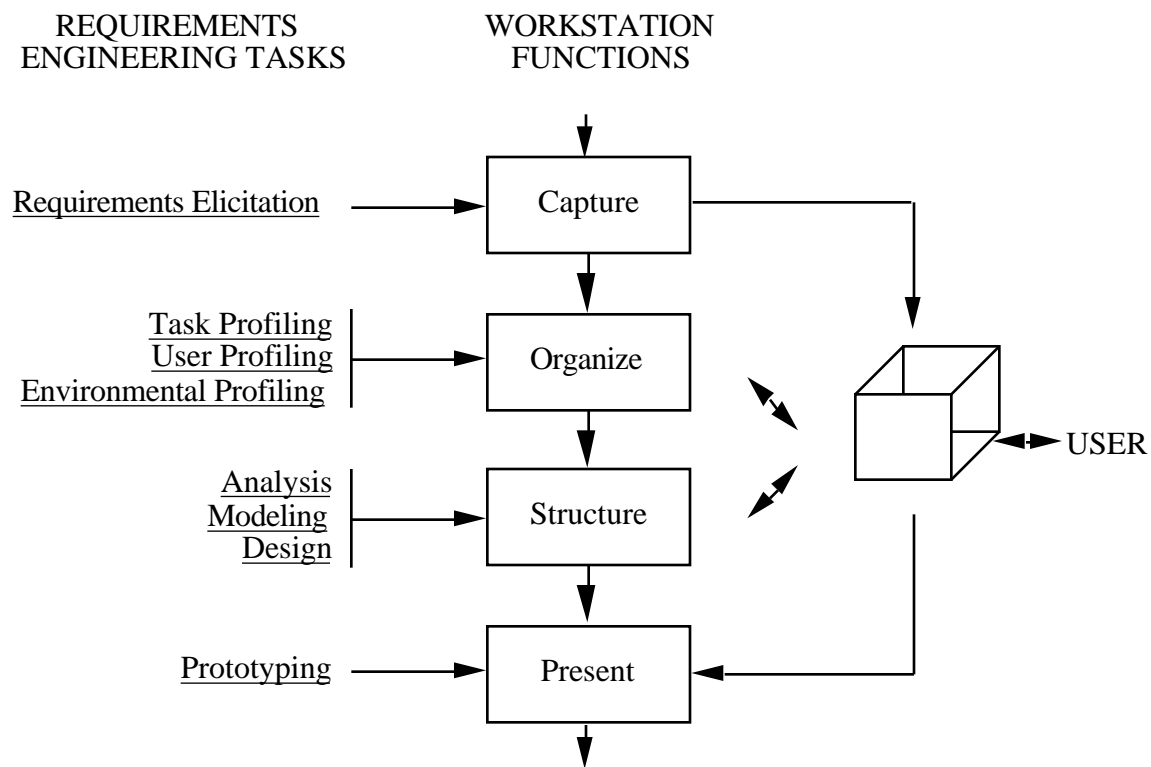 REQUIREMENTS
ENGINEERING TASKS
WORKSTATION
FUNCTIONS
Requirements Elicitation
Capture
Task Profiling
User Profiling
Environmental Profiling
Organize
USER
Analysis
Modeling
Design
Structure
Prototyping
Present